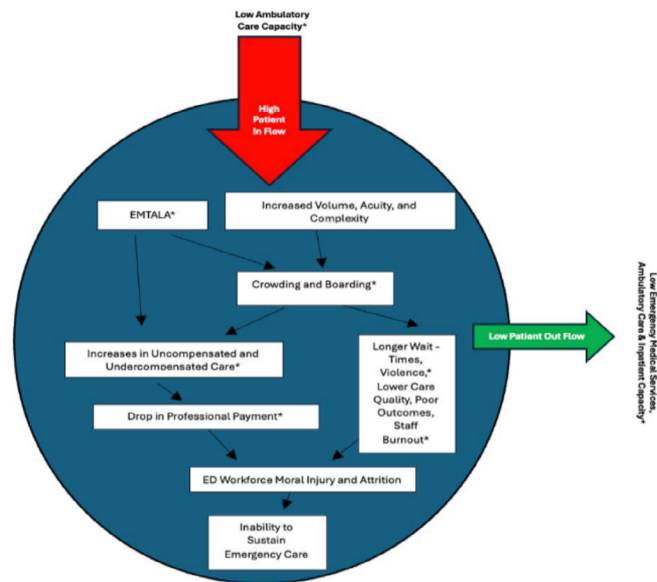 Low Ambulatory
Care Capacity*
High
Patient
In Flow
EMTALA*
Increased Volume, Acuity, and
Complexity
Crowding and Boarding*
Increases in Uncompensated and
Undercompensated Care*
Longer Wait -
Times,
Violence,*
Lower Care
Quality, Poor
Outcomes,
Staff
Burnout*
Low Patient Out Flow
Low Emergency Medical Services,
Ambulatory Care & Inpatient Capacity*
Drop in Professional Payment*
ED Workforce Moral Injury and Attrition
Inability to
Sustain
Emergency Care